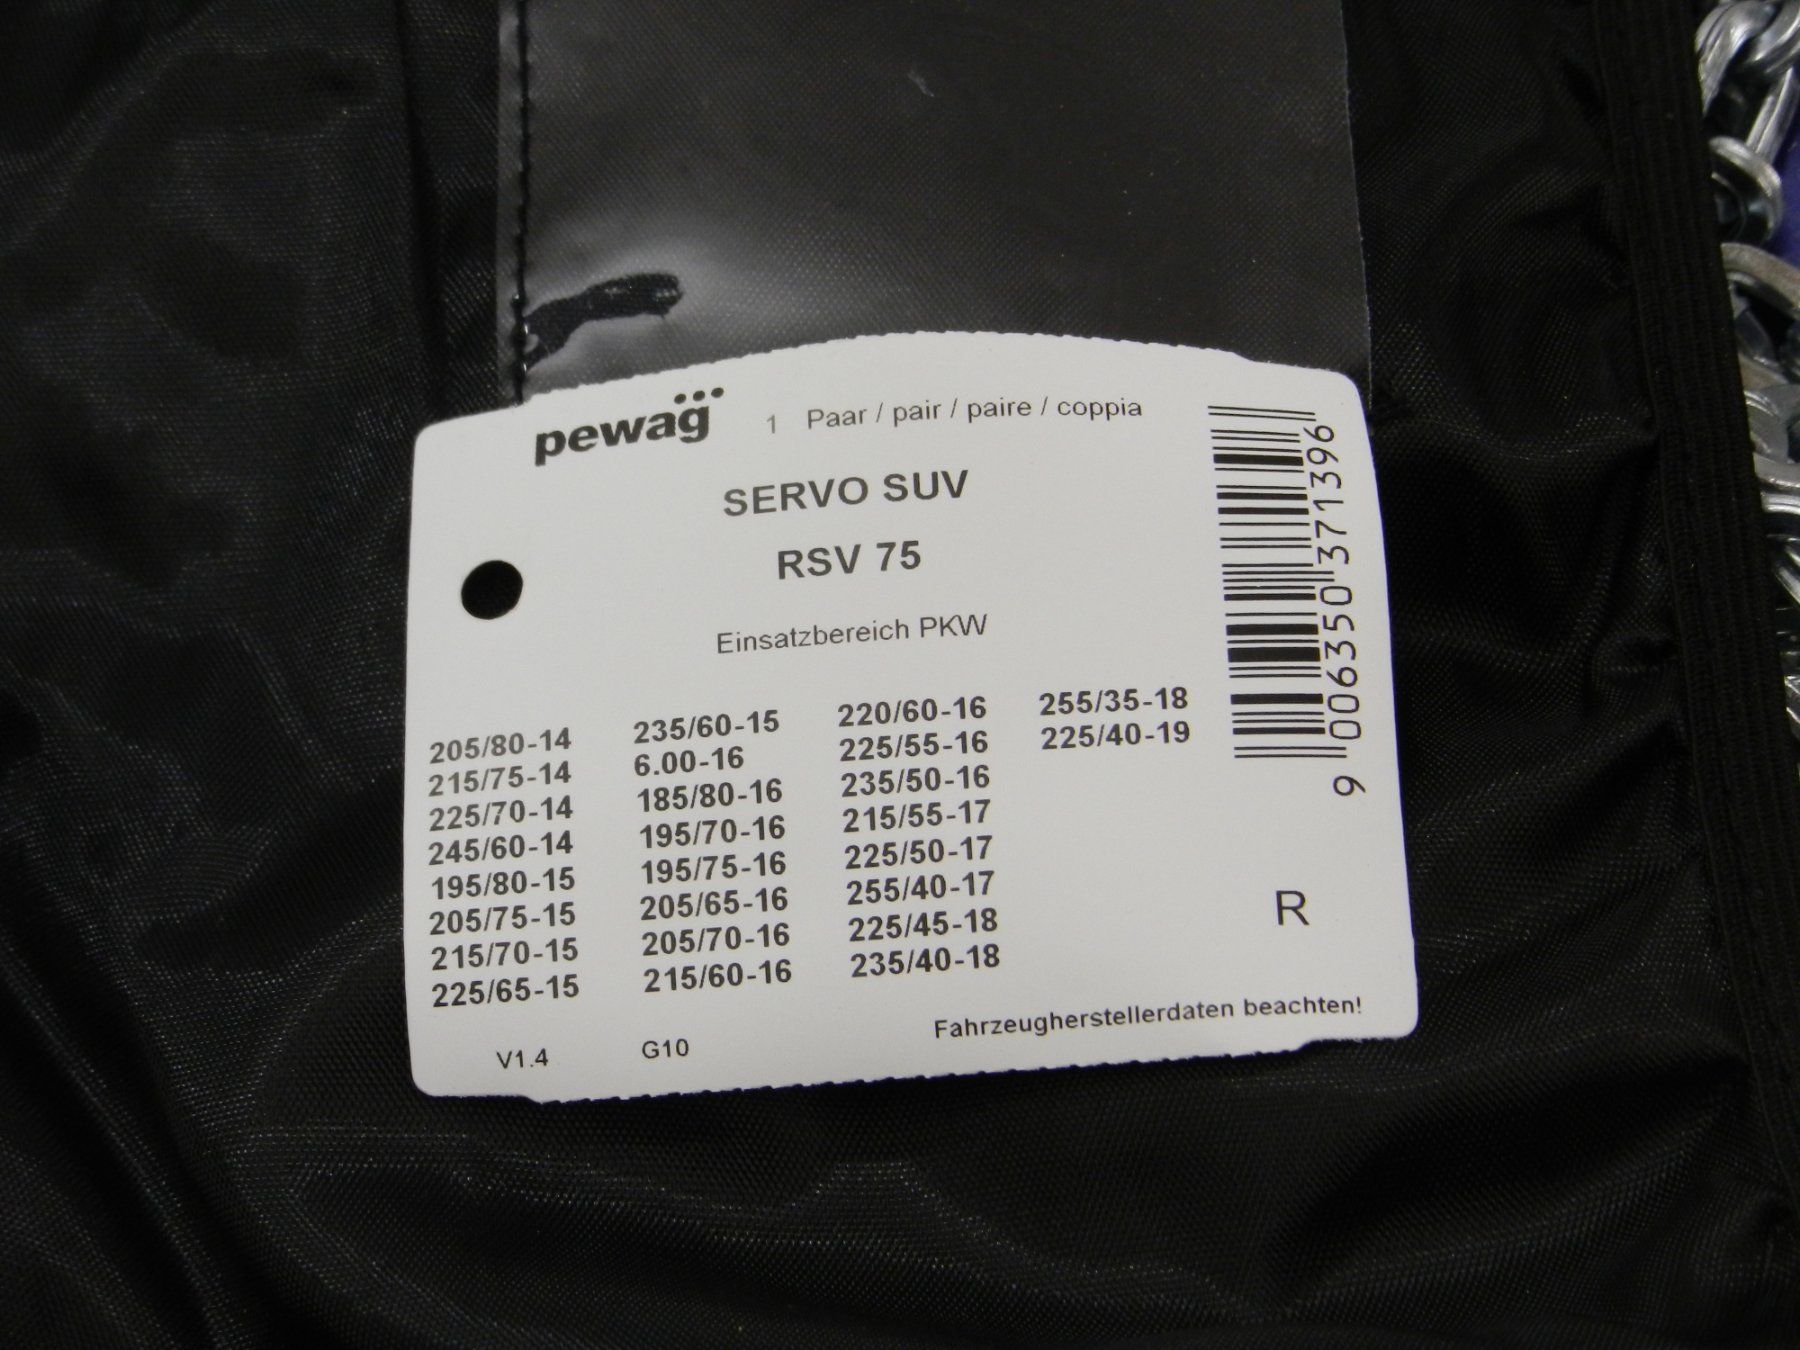 pewag 1 Paar / pair / paire / coppia
SERVO SUV
RSV 75
Einsatzbereich PKW
205/80-14 235/60-15 220/60-16 255/35-18
215/75-14 6.00-16 225/55-16 225/40-19
225/70-14 185/80-16 235/50-16
245/60-14 195/70-16 215/55-17
195/80-15 195/75-16 225/50-17
205/75-15 205/65-16 255/40-17
215/70-15 205/70-16 225/45-18
225/65-15 215/60-16 235/40-18
R
Fahrzeugherstellerdaten beachten!
V1.4 G10
9 006350 371396